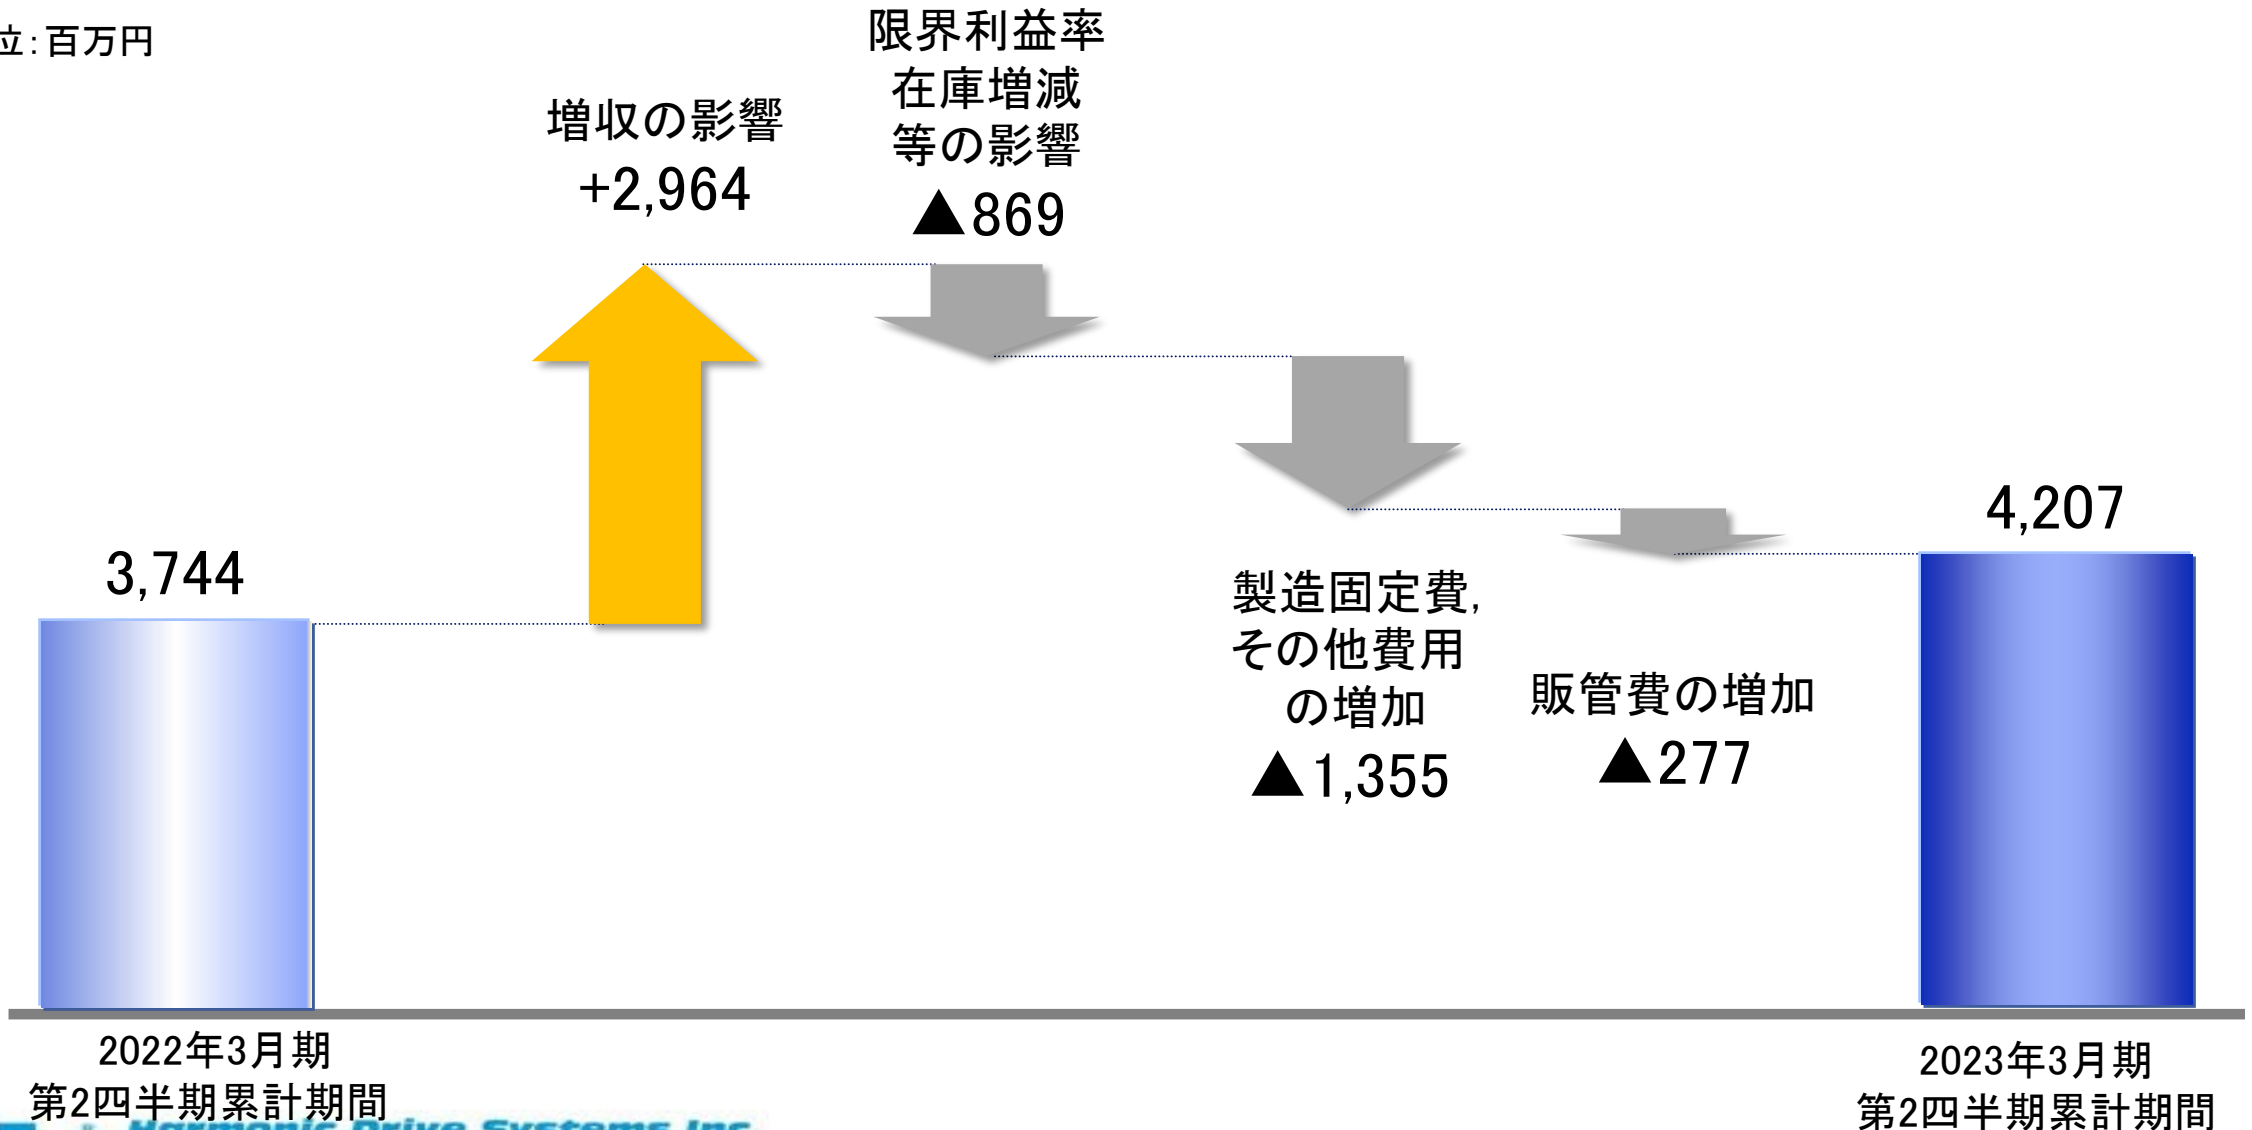 位:百万円
増収の影響
+2,964
限界利益率
在庫増減
等の影響
▲869
3,744
製造固定費,
その他費用
の増加
▲1,355
販管費の増加
▲277
4,207
2022年3月期
第2四半期累計期間
2023年3月期
第2四半期累計期間
Harmonic Drive Systems Inc.